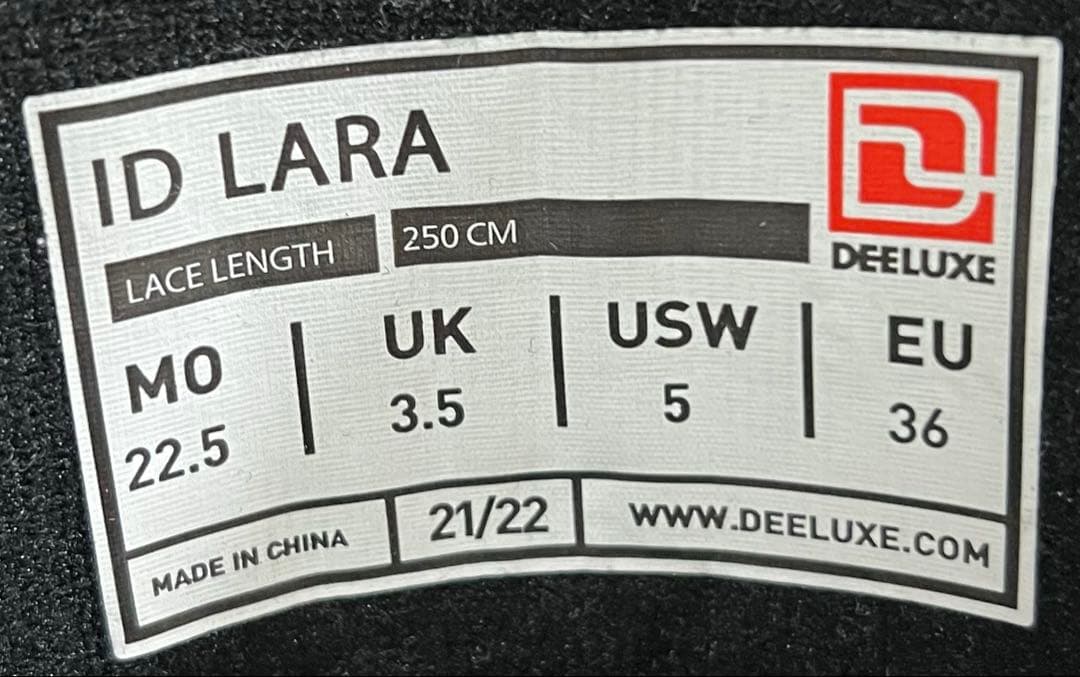 ID LARA
LACE LENGTH 250 CM
DEELUXE
MO UK USW EU
22.5 3.5 5 36
MADE IN CHINA 21/22 WWW.DEELUXE.COM